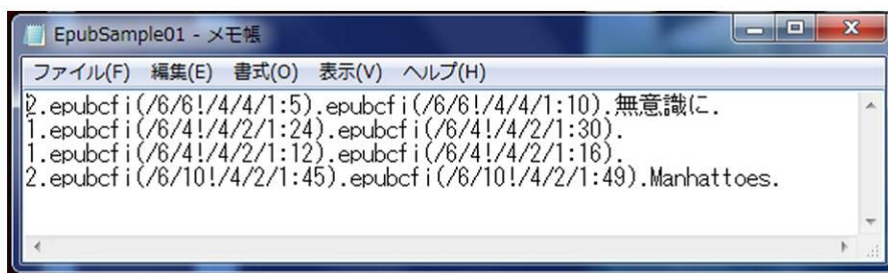 EpubSample01 - メモ帳
ファイル(F) 編集(E) 書式(O) 表示(V) ヘルプ(H)
2.epubcfi(/6/6!/4/4/1:5).epubcfi(/6/6!/4/4/1:10).無意識に.
1.epubcfi(/6/4!/4/2/1:24).epubcfi(/6/4!/4/2/1:30).
1.epubcfi(/6/4!/4/2/1:12).epubcfi(/6/4!/4/2/1:16).
2.epubcfi(/6/10!/4/2/1:45).epubcfi(/6/10!/4/2/1:49).Manhattoes.